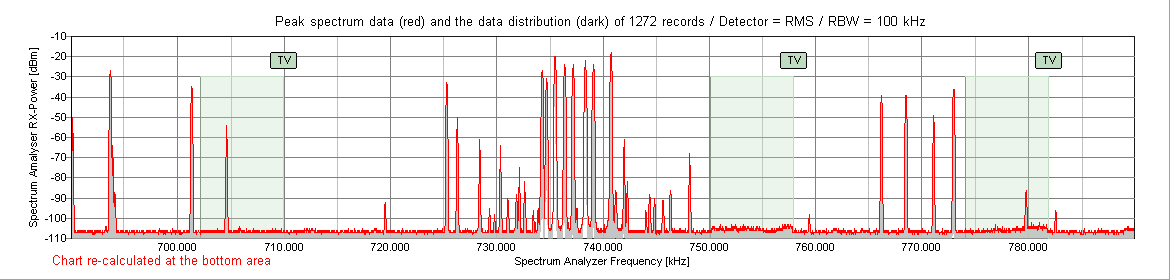 Peak spectrum data (red) and the data distribution (dark) of 1272 records / Detector = RMS / RBW = 100 kHz
Spectrum Analyser RX-Power [dBm]
-10
-20
-30
-40
-50
-60
-70
-80
-90
-100
-110
TV
TV
TV
700.000
710.000
720.000
730.000
740.000
750.000
760.000
770.000
780.000
Chart re-calculated at the bottom area
Spectrum Analyzer Frequency [kHz]